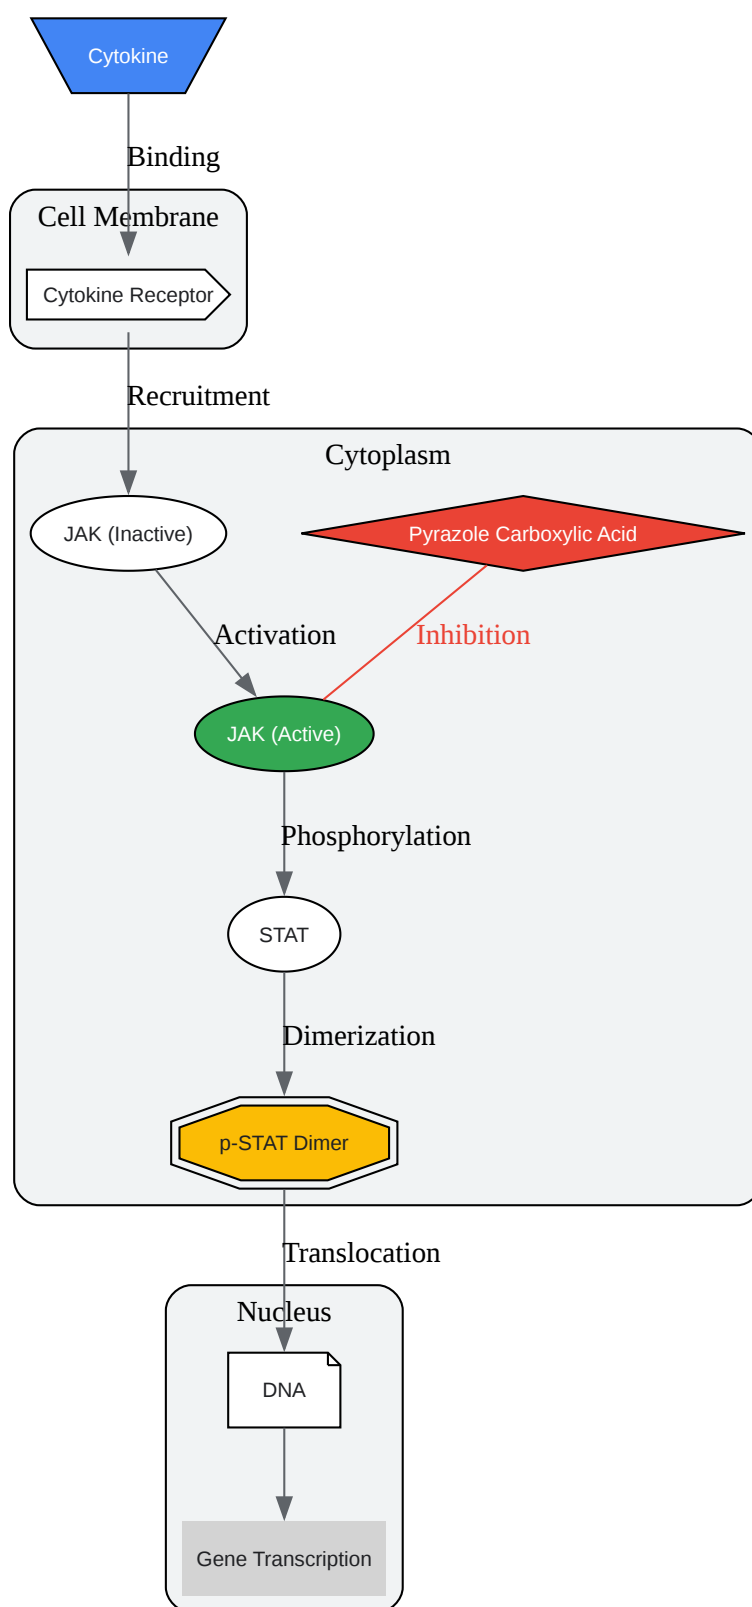 Cytokine
Binding
Cell Membrane
Cytokine Receptor
Recruitment
Cytoplasm
JAK (Inactive)
Pyrazole Carboxylic Acid
Activation
Inhibition
JAK (Active)
Phosphorylation
STAT
Dimerization
p-STAT Dimer
Translocation
Nucleus
DNA
Gene Transcription